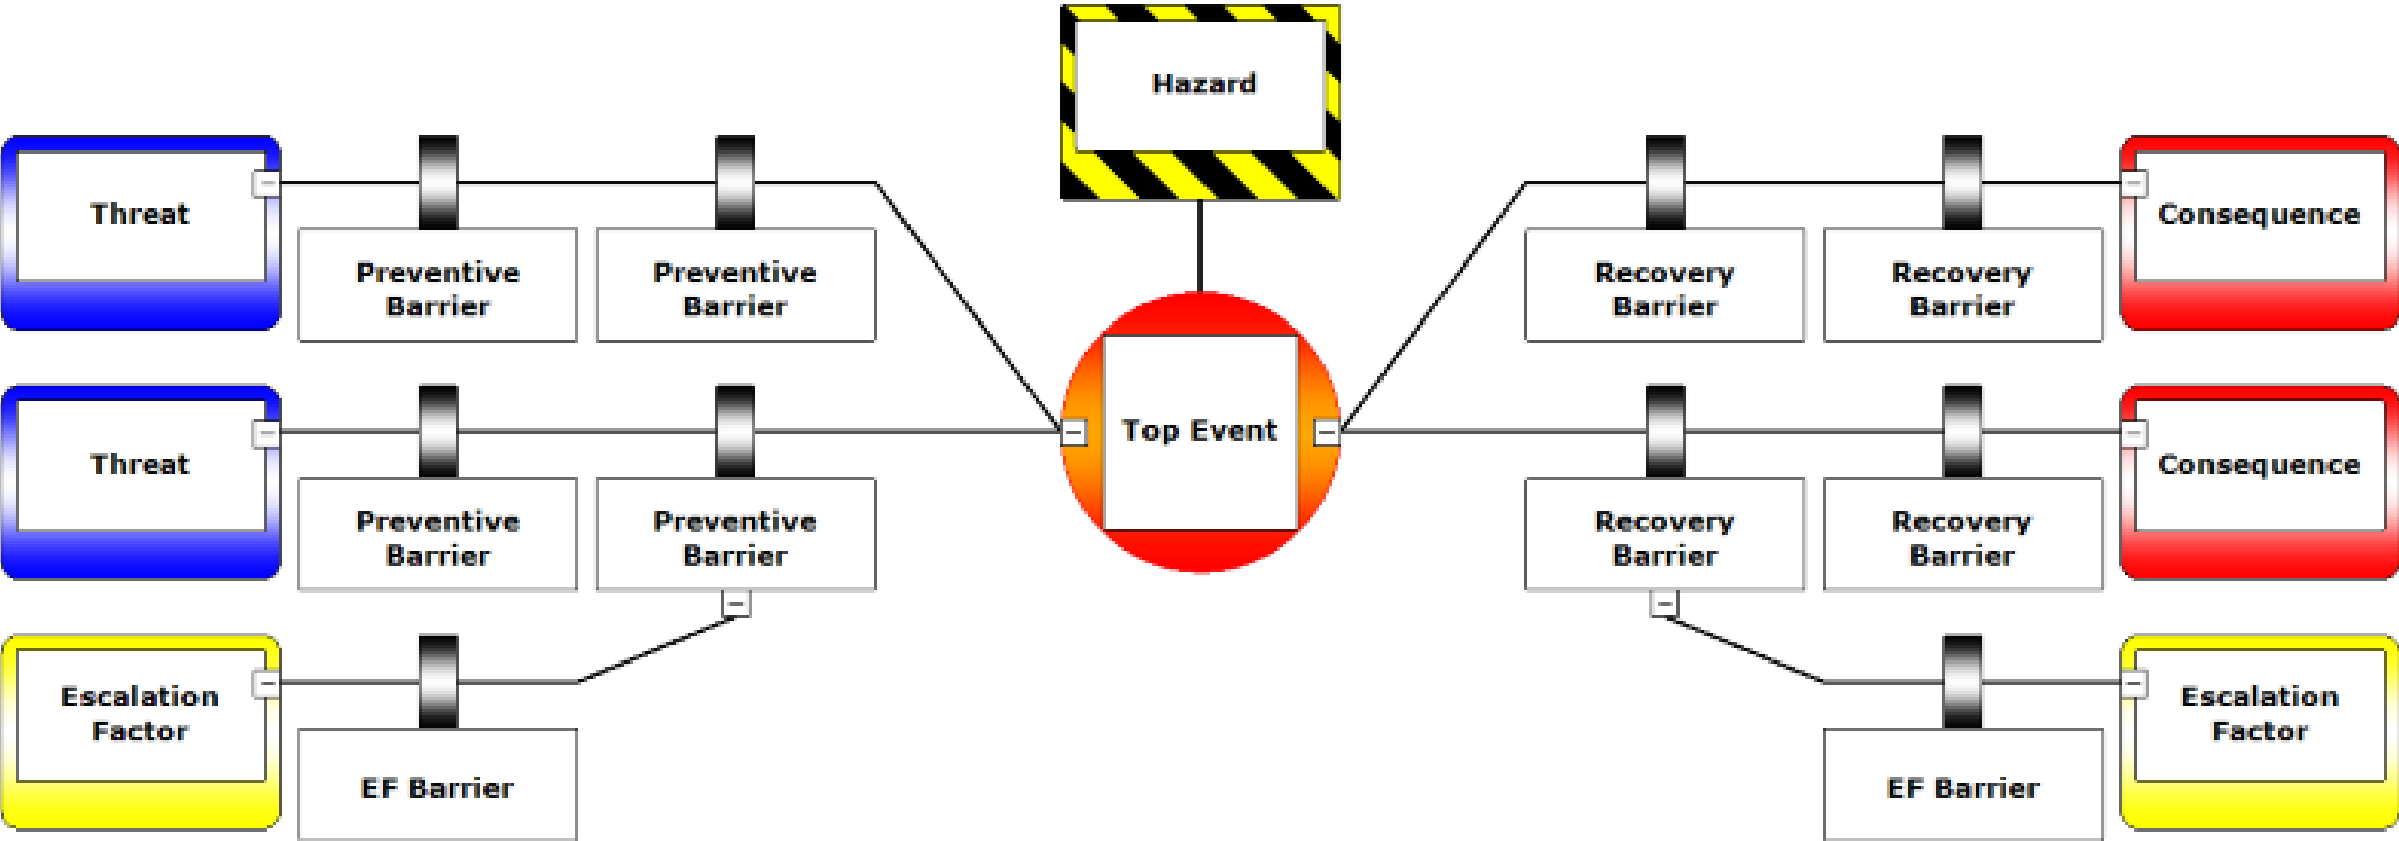 Hazard
Threat
Preventive
Barrier
Preventive
Barrier
Recovery
Barrier
Recovery
Barrier
Consequence
Top Event
Threat
Preventive
Barrier
Preventive
Barrier
Recovery
Barrier
Recovery
Barrier
Consequence
Escalation
Factor
EF Barrier
EF Barrier
Escalation
Factor